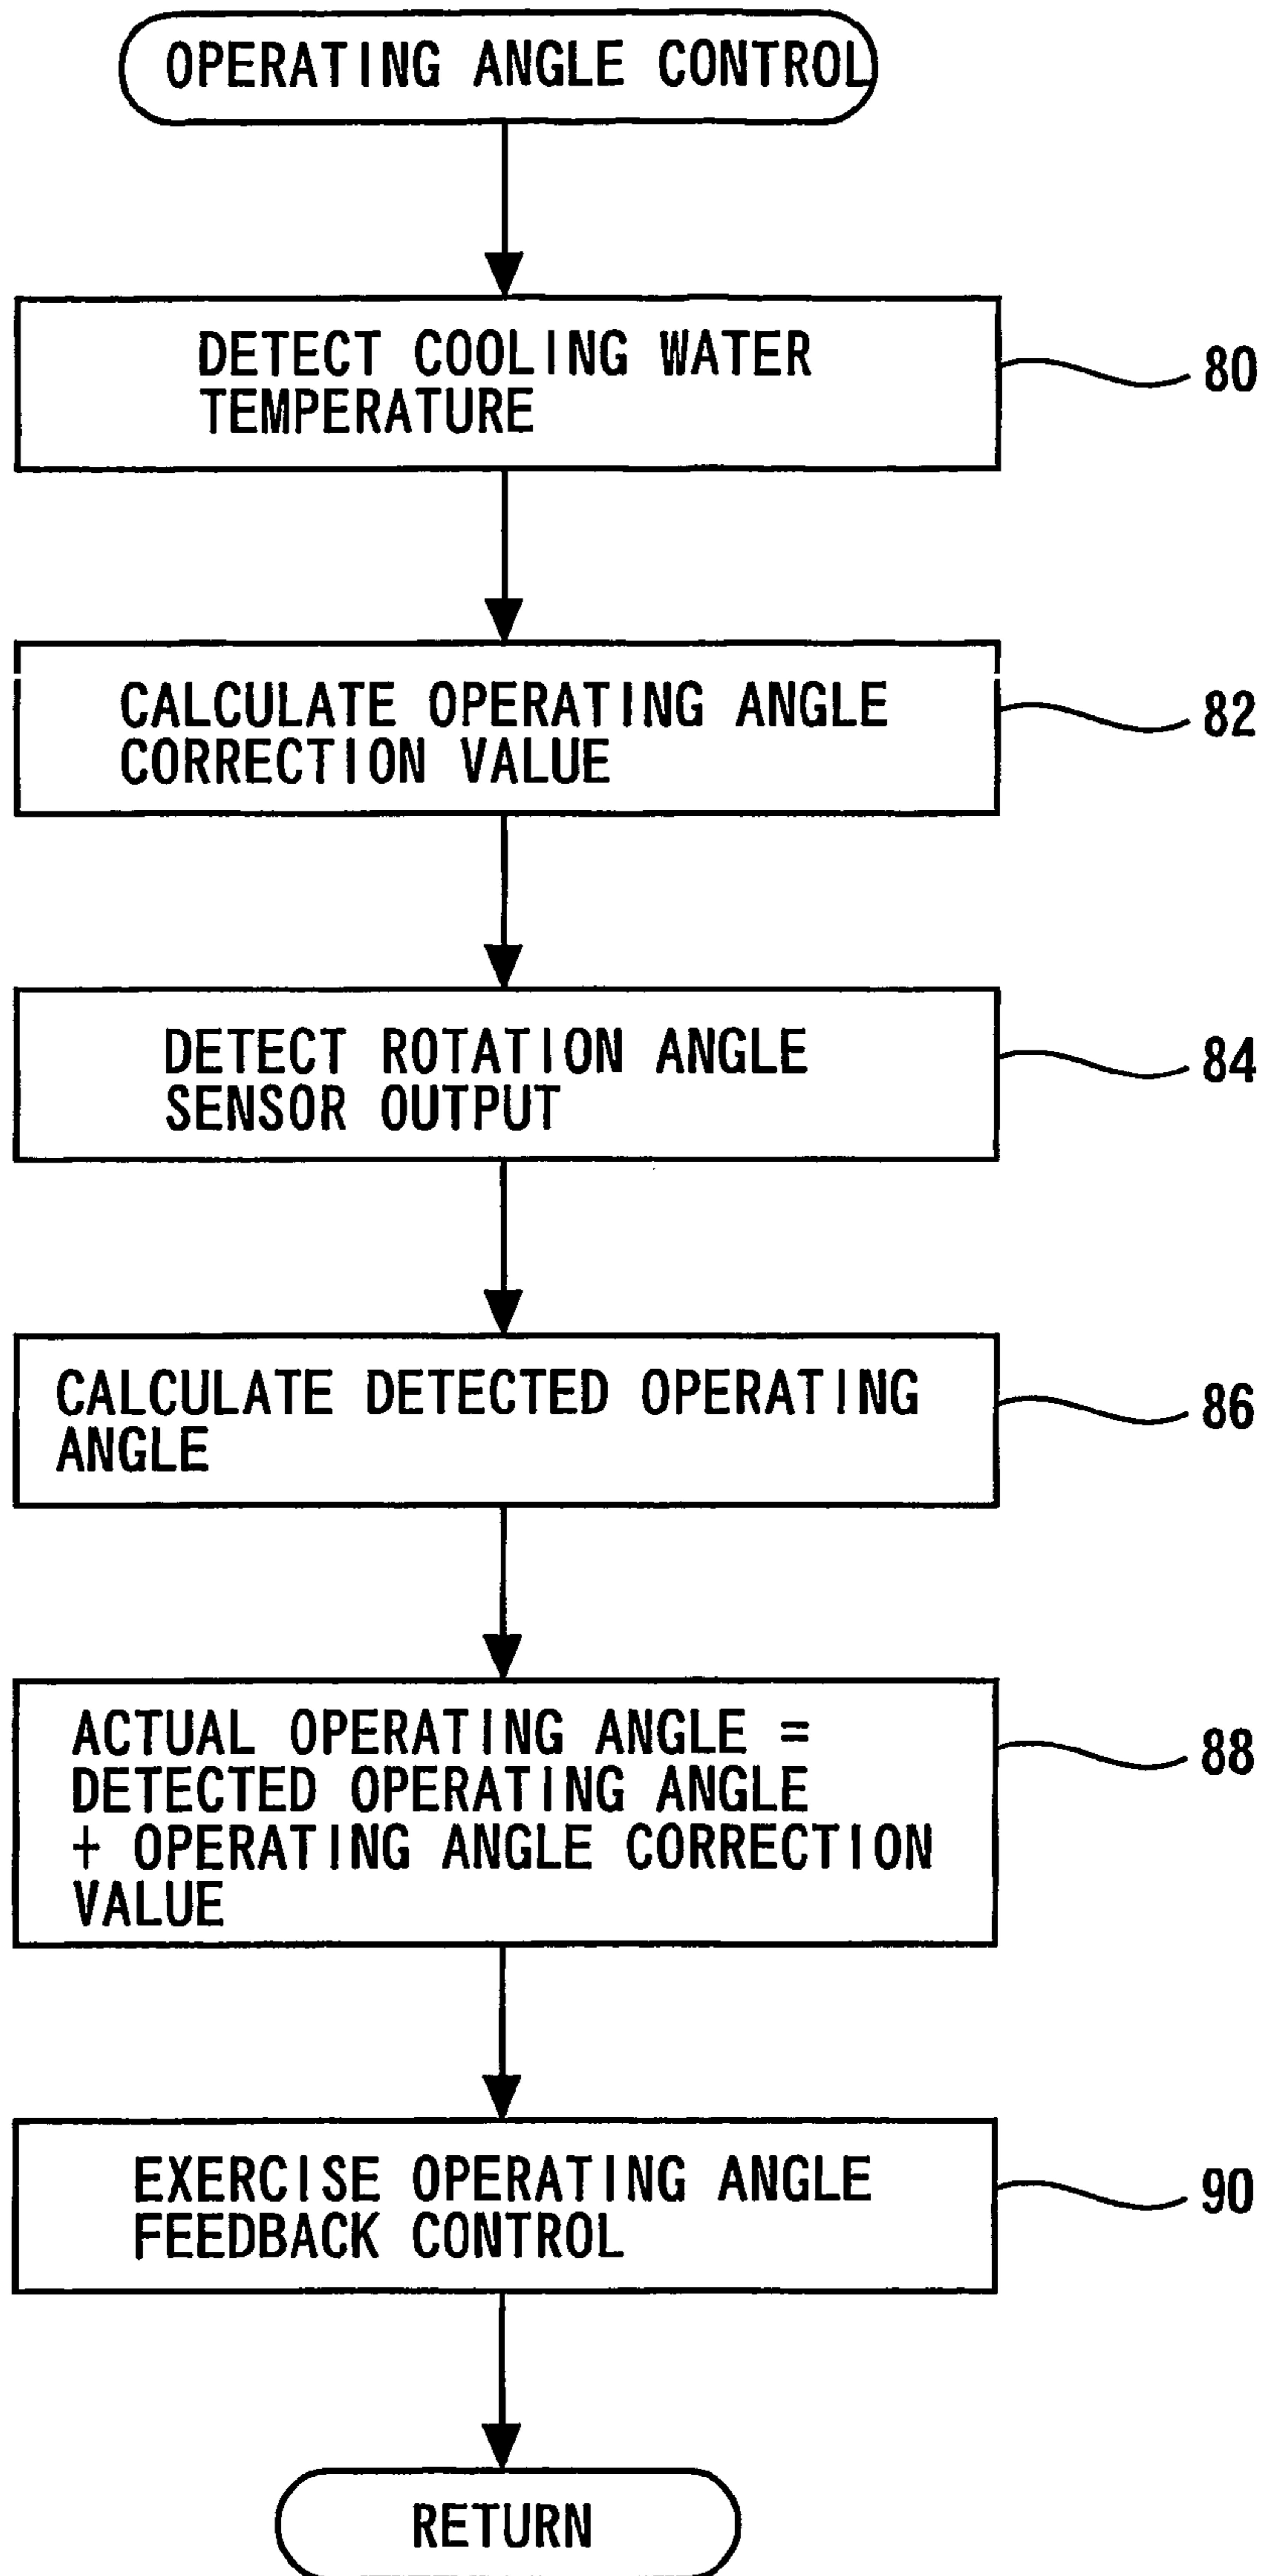 OPERATING ANGLE CONTROL
DETECT COOLING WATER
TEMPERATURE
80
CALCULATE OPERATING ANGLE
CORRECTION VALUE
82
DETECT ROTATION ANGLE
SENSOR OUTPUT
84
CALCULATE DETECTED OPERATING
ANGLE
86
ACTUAL OPERATING ANGLE =
DETECTED OPERATING ANGLE
+ OPERATING ANGLE CORRECTION
VALUE
88
EXERCISE OPERATING ANGLE
FEEDBACK CONTROL
90
RETURN